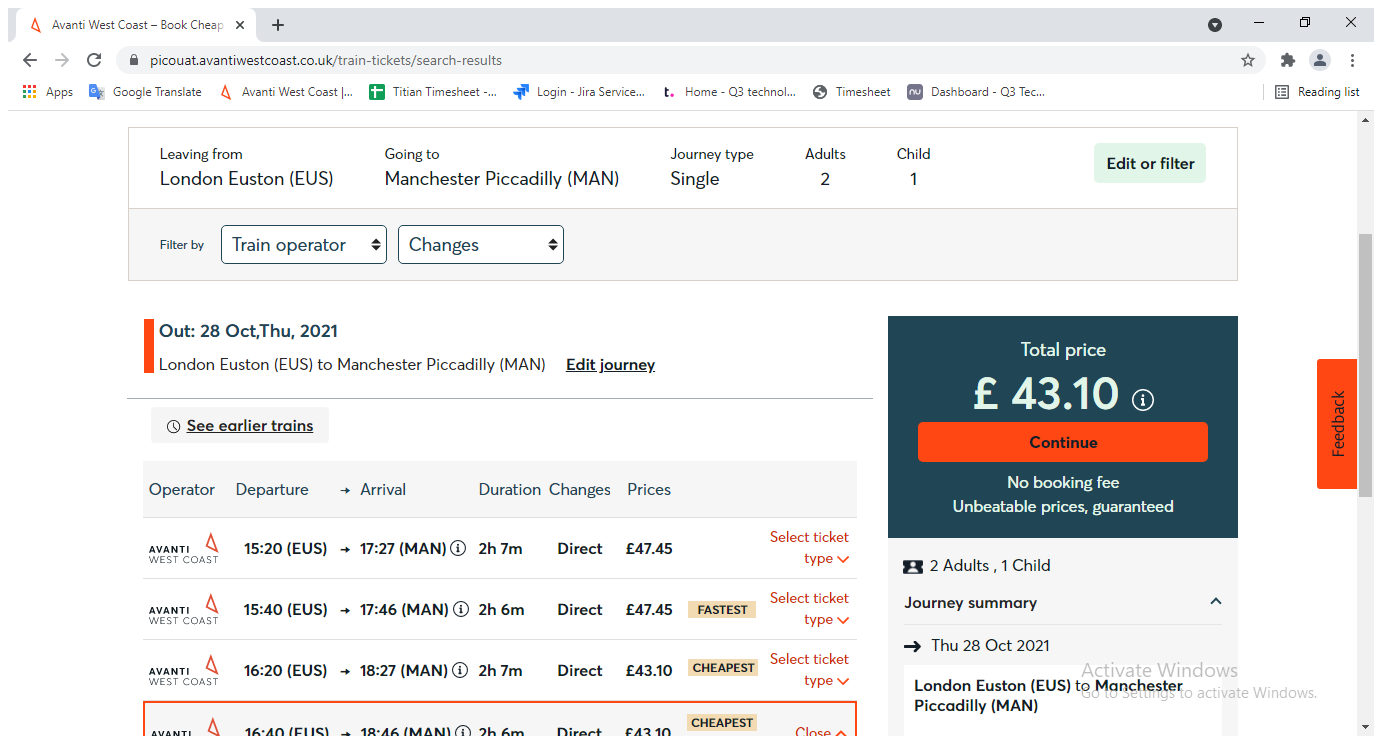 Avanti West Coast – Book Cheap
picouat.avantiwestcoast.co.uk/train-tickets/search-results
Apps Google Translate Avanti West Coast |... Titian Timesheet -... Login - Jira Service... Home - Q3 technol... Timesheet Dashboard - Q3 Tec... Reading list
Leaving from Going to Journey type Adults Child
London Euston (EUS) Manchester Piccadilly (MAN) Single 2 1
Edit or filter
Filter by Train operator Changes
Out: 28 Oct,Thu, 2021
London Euston (EUS) to Manchester Piccadilly (MAN) Edit journey
See earlier trains
Operator Departure → Arrival Duration Changes Prices
AVANTI WEST COAST 15:20 (EUS) → 17:27 (MAN) 2h 7m Direct £47.45 Select ticket type
AVANTI WEST COAST 15:40 (EUS) → 17:46 (MAN) 2h 6m Direct £47.45 FASTEST Select ticket type
AVANTI WEST COAST 16:20 (EUS) → 18:27 (MAN) 2h 7m Direct £43.10 CHEAPEST Select ticket type
AVANTI 16:40 (EUS) → 18:46 (MAN) 2h 6m Direct £43.10 CHEAPEST Close
Total price
£ 43.10
Continue
No booking fee
Unbeatable prices, guaranteed
2 Adults , 1 Child
Journey summary
→ Thu 28 Oct 2021
London Euston (EUS) to Manchester
Piccadilly (MAN)
Feedback
Activate Windows
Go to Settings to activate Windows.